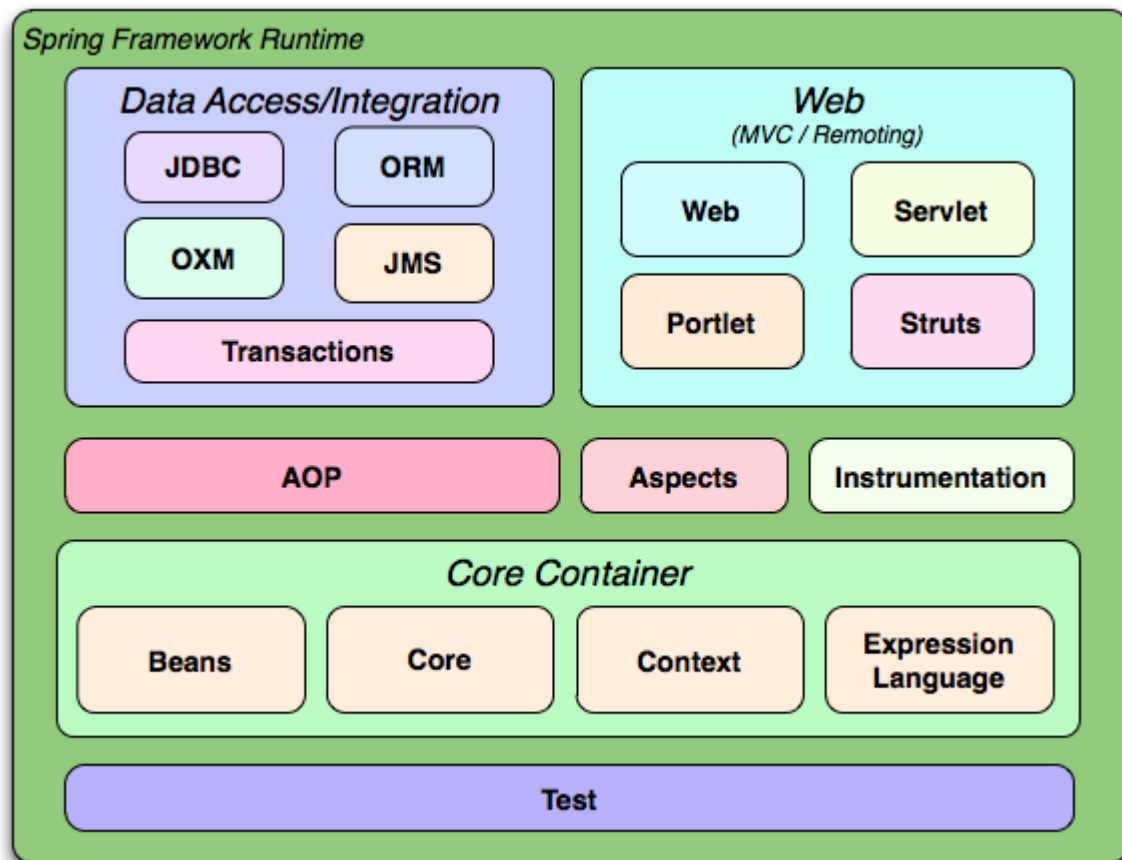 Spring Framework Runtime
Data Access/Integration
JDBC
ORM
OXM
JMS
Transactions
Web
(MVC / Remoting)
Web
Servlet
Portlet
Struts
AOP
Aspects
Instrumentation
Core Container
Beans
Core
Context
Expression
Language
Test